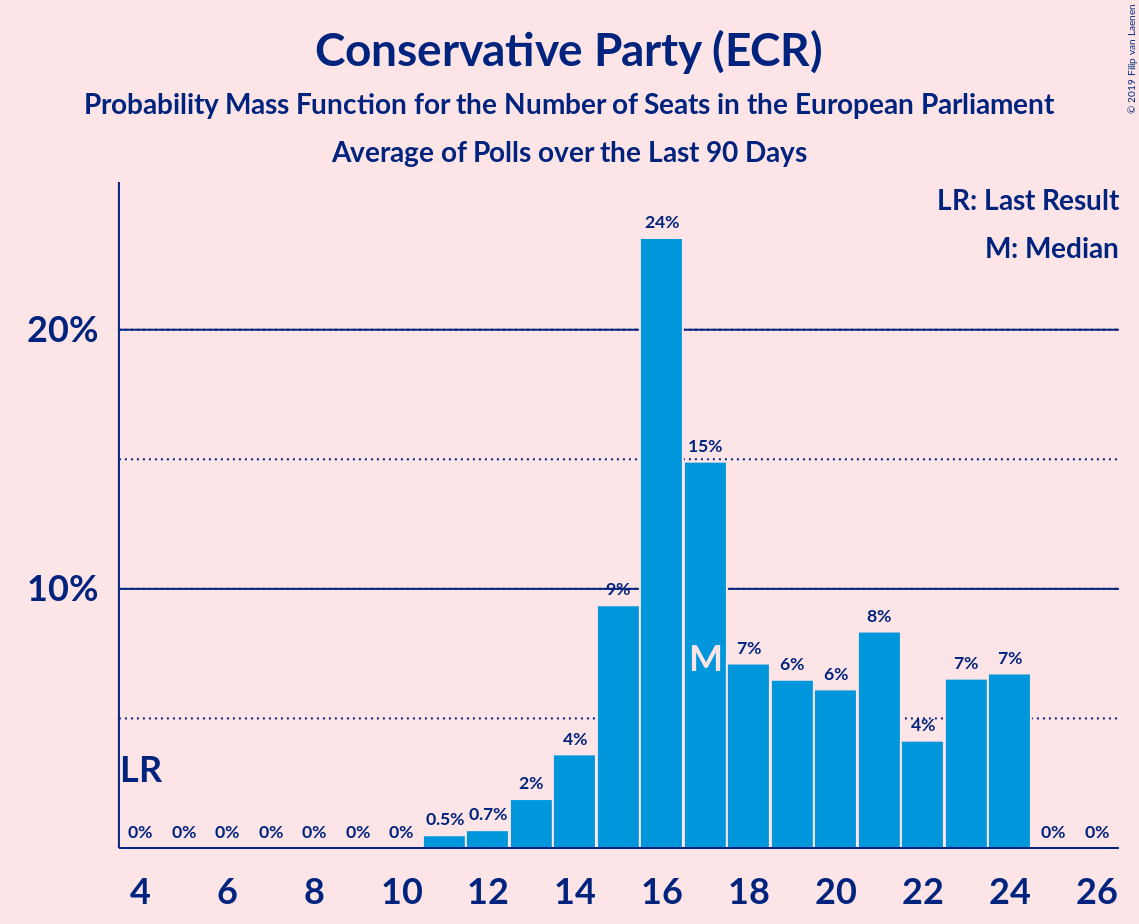 Conservative Party (ECR)
Probability Mass Function for the Number of Seats in the European Parliament
Average of Polls over the Last 90 Days
© 2019 Filip van Laenen
LR: Last Result
M: Median
24%
20%
15%
10%
9%
8%
M
7%
6%
6%
7%
7%
4%
4%
LR
2%
0.5%
0.7%
0% 0% 0% 0% 0% 0% 0% 0% 0%
4 6 8 10 12 14 16 18 20 22 24 26